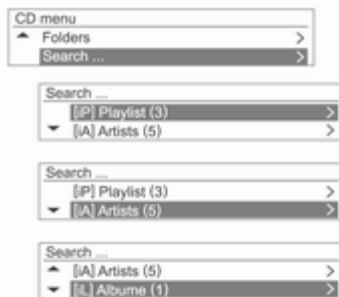 CD menu
Folders
Search ...
Search ...
[iP] Playlist (3)
[iA] Artists (5)
Search ...
[iP] Playlist (3)
[iA] Artists (5)
Search ...
[iA] Artists (5)
[iL] Albume (1)